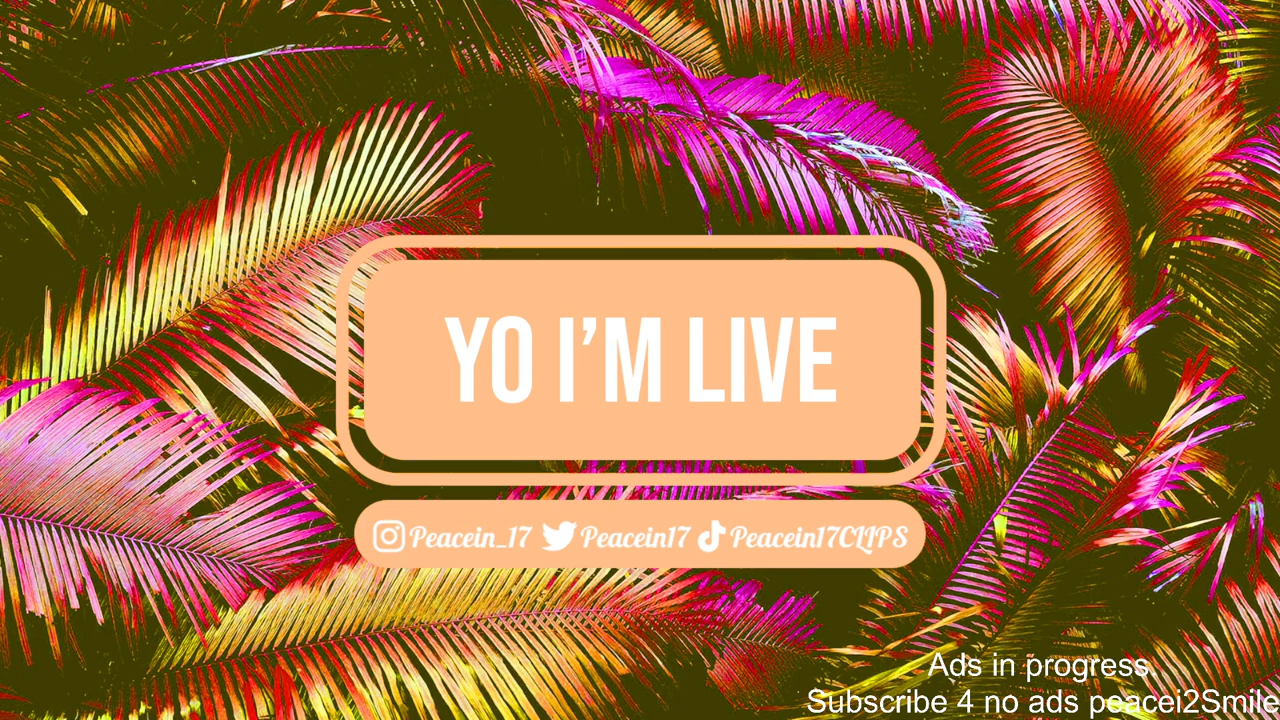 YO I’M LIVE
Peacein_17 Peacein17 Peacein17CLIPS
Ads in progress.
Subscribe 4 no ads peacei2Smile